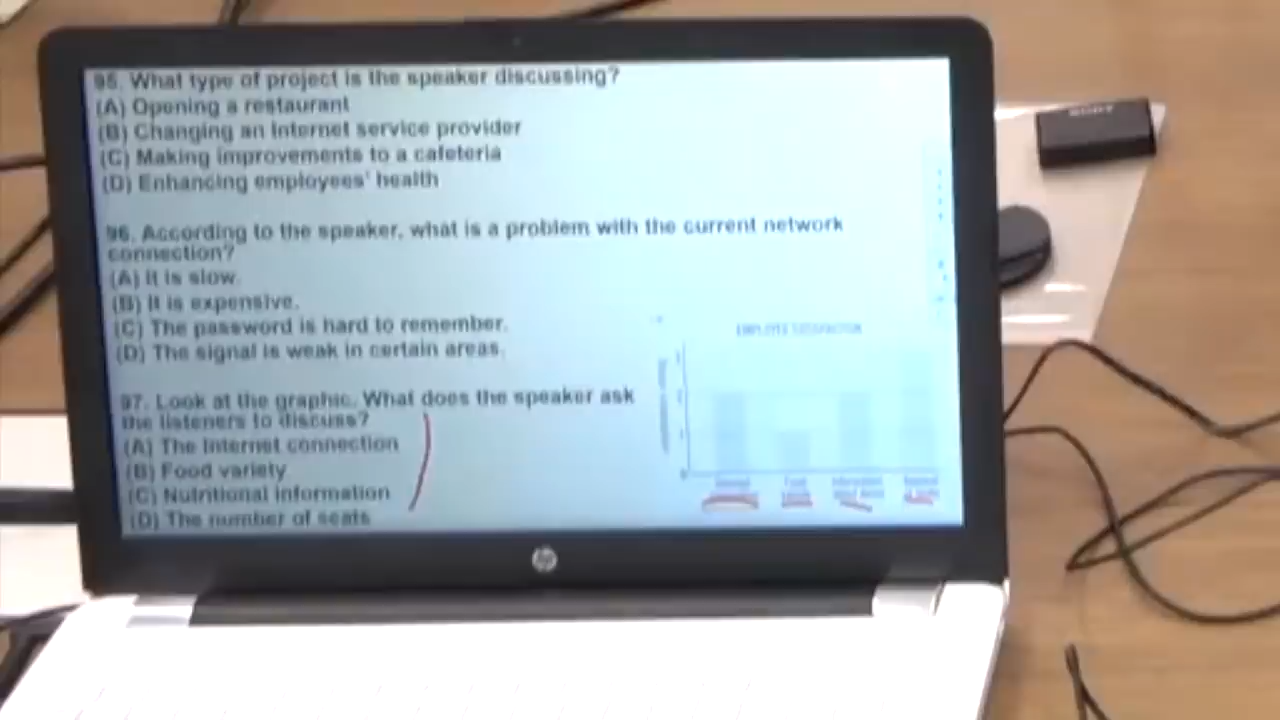 95. What type of project is the speaker discussing?
(A) Opening a restaurant
(B) Changing an Internet service provider
(C) Making improvements to a cafeteria
(D) Enhancing employees' health
96. According to the speaker, what is a problem with the current network
connection?
(A) It is slow.
(B) It is expensive.
(C) The password is hard to remember.
(D) The signal is weak in certain areas.
97. Look at the graphic. What does the speaker ask
the listeners to discuss?
(A) The Internet connection
(B) Food variety
(C) Nutritional information
(D) The number of seats
hp
SONY